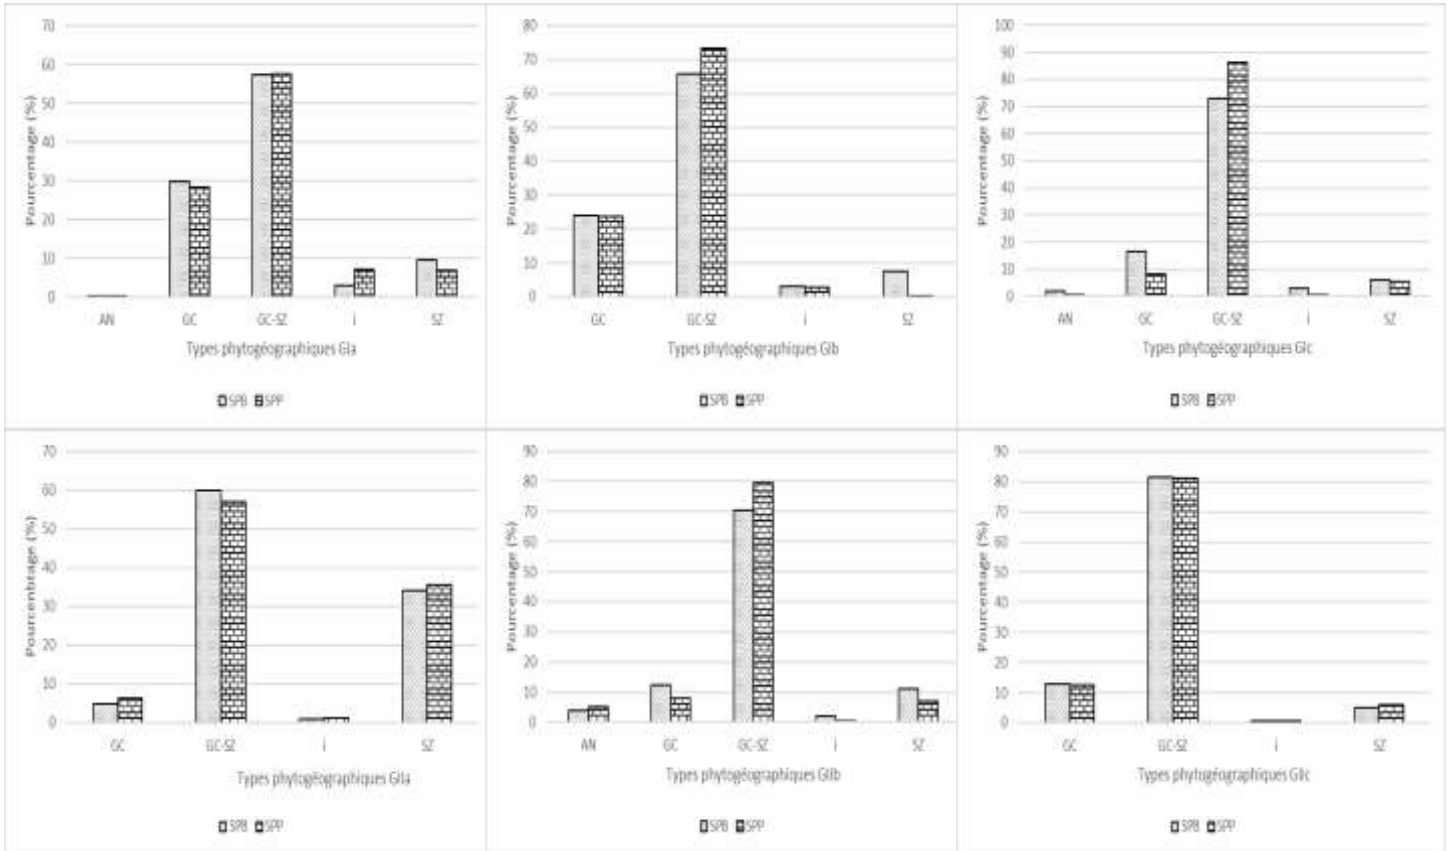 70
60
50
40
30
20
10
0
Pourcentage (%)
AN GC GC-SZ i SZ
Types phytogéographiques GIa
SPB SPP
80
70
60
50
40
30
20
10
0
Pourcentage (%)
GC GC-SZ i SZ
Types phytogéographiques GIb
SPB SPP
100
90
80
70
60
50
40
30
20
10
0
Pourcentage (%)
AN GC GC-SZ i SZ
Types phytogéographiques GIc
SPB SPP
70
60
50
40
30
20
10
0
Pourcenbtage (%)
GC GC-SZ i SZ
Types phytogéographiques GIIa
SPB SPP
90
80
70
60
50
40
30
20
10
0
Pourcentage (%)
AN GC GC-SZ i SZ
Types phytogéographiques GIIb
SPB SPP
90
80
70
60
50
40
30
20
10
0
Pourcentage (%)
GC GC-SZ i SZ
Types phytogéographiques GIIc
SPB SPP